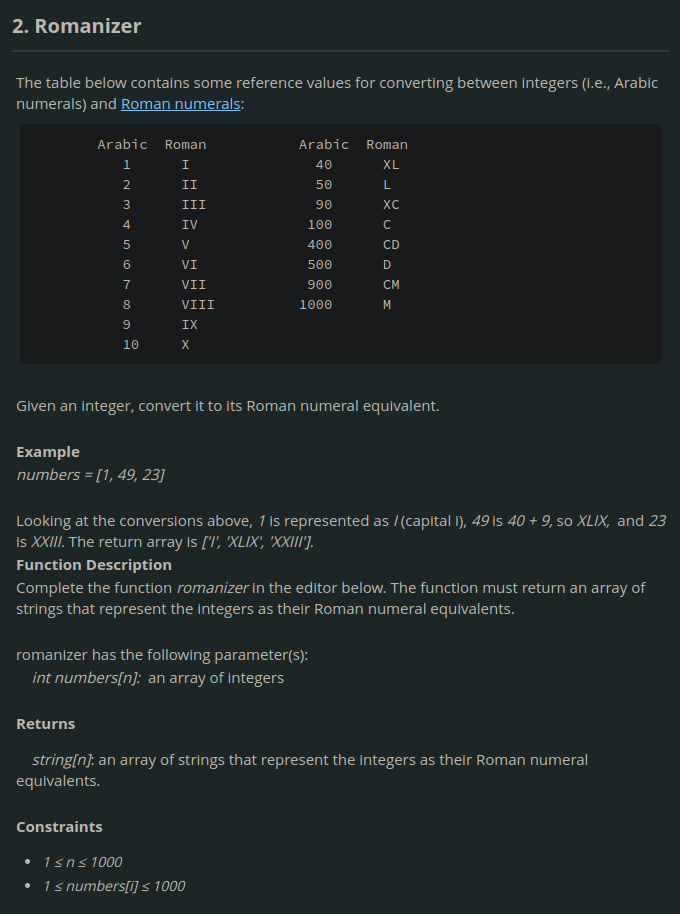 2. Romanizer
The table below contains some reference values for converting between integers (i.e., Arabic
numerals) and Roman numerals:
Arabic Roman Arabic Roman
1 I 40 XL
2 II 50 L
3 III 90 XC
4 IV 100 C
5 V 400 CD
6 VI 500 D
7 VII 900 CM
8 VIII 1000 M
9 IX
10 X
Given an integer, convert it to its Roman numeral equivalent.
Example
numbers = [1, 49, 23]
Looking at the conversions above, 1 is represented as I (capital i), 49 is 40 + 9, so XLIX, and 23
is XXIII. The return array is ['I', 'XLIX', 'XXIII'].
Function Description
Complete the function romanizer in the editor below. The function must return an array of
strings that represent the integers as their Roman numeral equivalents.
romanizer has the following parameter(s):
int numbers[n]: an array of integers
Returns
string[n]: an array of strings that represent the integers as their Roman numeral
equivalents.
Constraints
• 1 ≤ n ≤ 1000
• 1 ≤ numbers[i] ≤ 1000